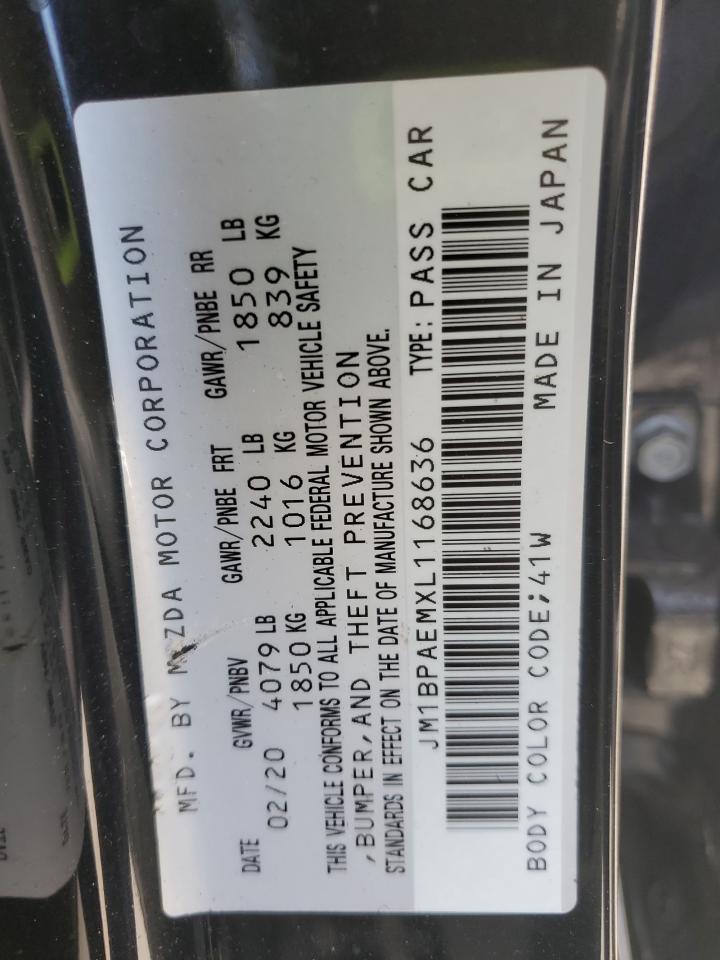 MFD. BY MAZDA MOTOR CORPORATION
DATE GVWR/PNBV GAWR/PNBE FRT GAWR/PNBE RR
02/20 4079 LB 2240 LB 1850 LB
1850 KG 1016 KG 839 KG
THIS VEHICLE CONFORMS TO ALL APPLICABLE FEDERAL MOTOR VEHICLE SAFETY
,BUMPER,AND THEFT PREVENTION
STANDARDS IN EFFECT ON THE DATE OF MANUFACTURE SHOWN ABOVE.
JM1BPAEMXL1168636 TYPE: PASS CAR
BODY COLOR CODE;41W MADE IN JAPAN